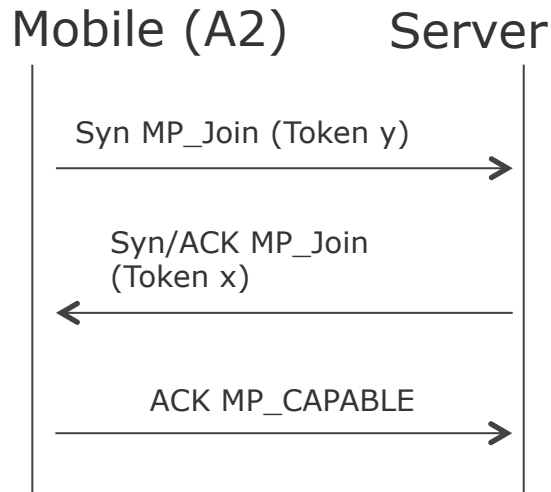 Mobile (A2) Server
Syn MP_Join (Token y)
Syn/ACK MP_Join
(Token x)
ACK MP_CAPABLE